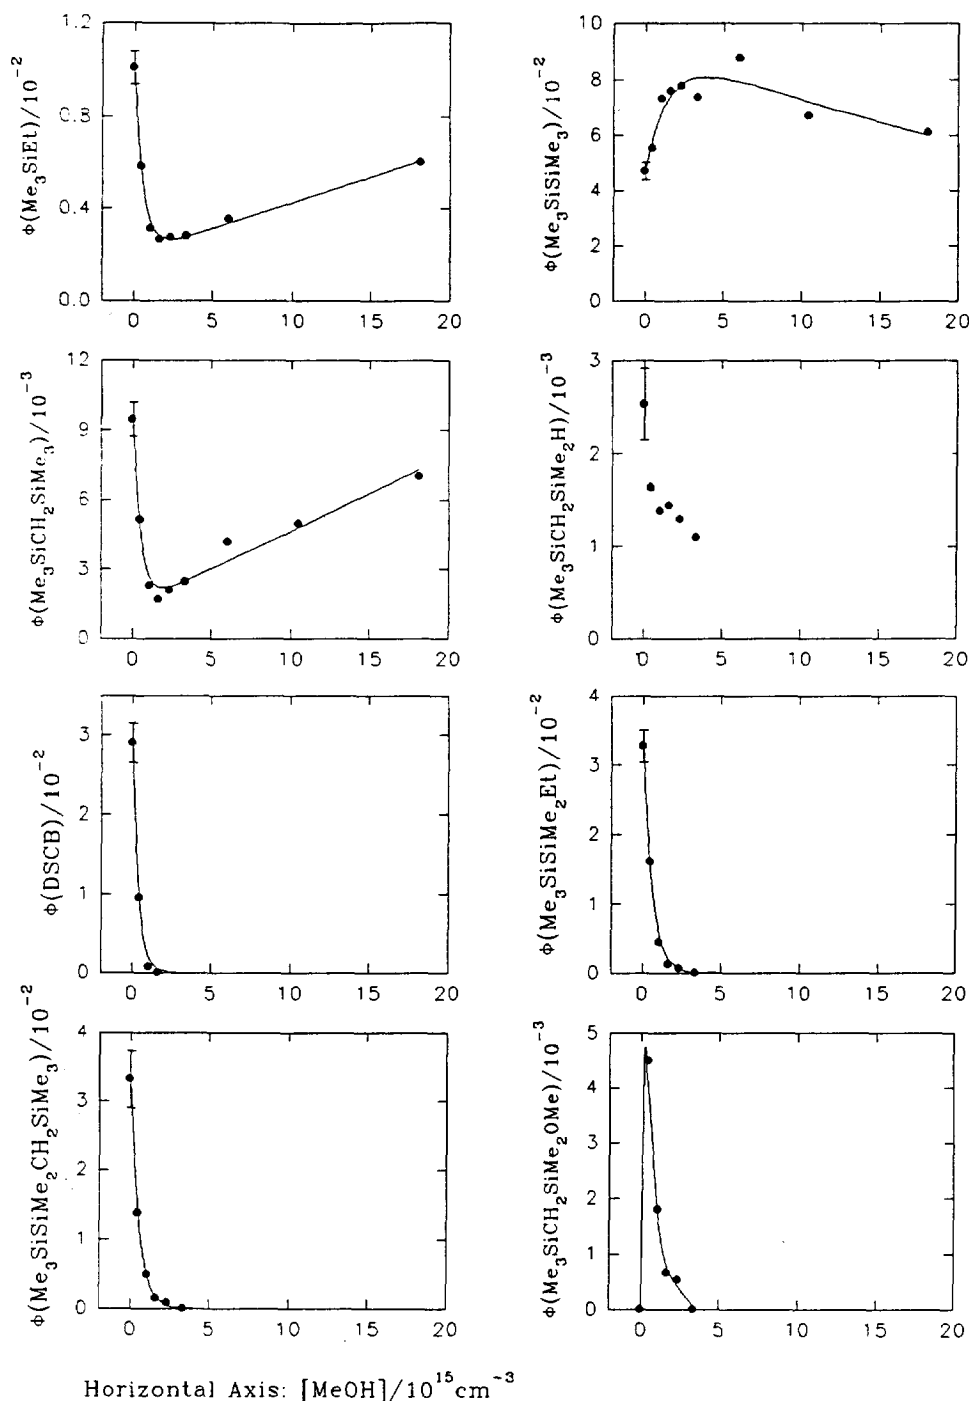 Φ(Me₃SiEt)/10⁻²
1.2
0.8
0.4
0.0
0 5 10 15 20
Φ(Me₃SiSiMe₃)/10⁻²
10
8
6
4
2
0
0 5 10 15 20
Φ(Me₃SiCH₂SiMe₃)/10⁻³
12
9
6
3
0
0 5 10 15 20
Φ(Me₃SiCH₂SiMe₂H)/10⁻³
3
2
1
0
0 5 10 15 20
Φ(DSCB)/10⁻²
3
2
1
0
0 5 10 15 20
Φ(Me₃SiSiMe₂Et)/10⁻²
4
3
2
1
0
0 5 10 15 20
Φ(Me₃SiSiMe₂CH₂SiMe₃)/10⁻²
4
3
2
1
0
0 5 10 15 20
Φ(Me₃SiCH₂SiMe₂OMe)/10⁻³
5
4
3
2
1
0
0 5 10 15 20
Horizontal Axis: [MeOH]/10¹⁵cm⁻³